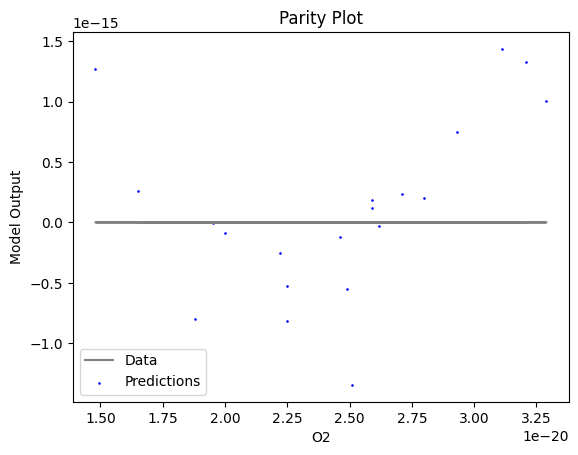 Parity Plot
1e−15
1.5
1.0
0.5
0.0
−0.5
−1.0
Model Output
Data
Predictions
1.50 1.75 2.00 2.25 2.50 2.75 3.00 3.25
1e−20
O2